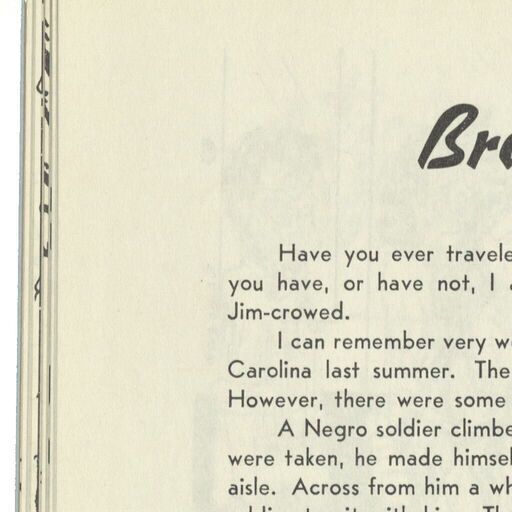 Bre
Have you ever travele
you have, or have not, I a
Jim-crowed.
I can remember very we
Carolina last summer. The
However, there were some
A Negro soldier climbe
were taken, he made himsel
aisle. Across from him a wh